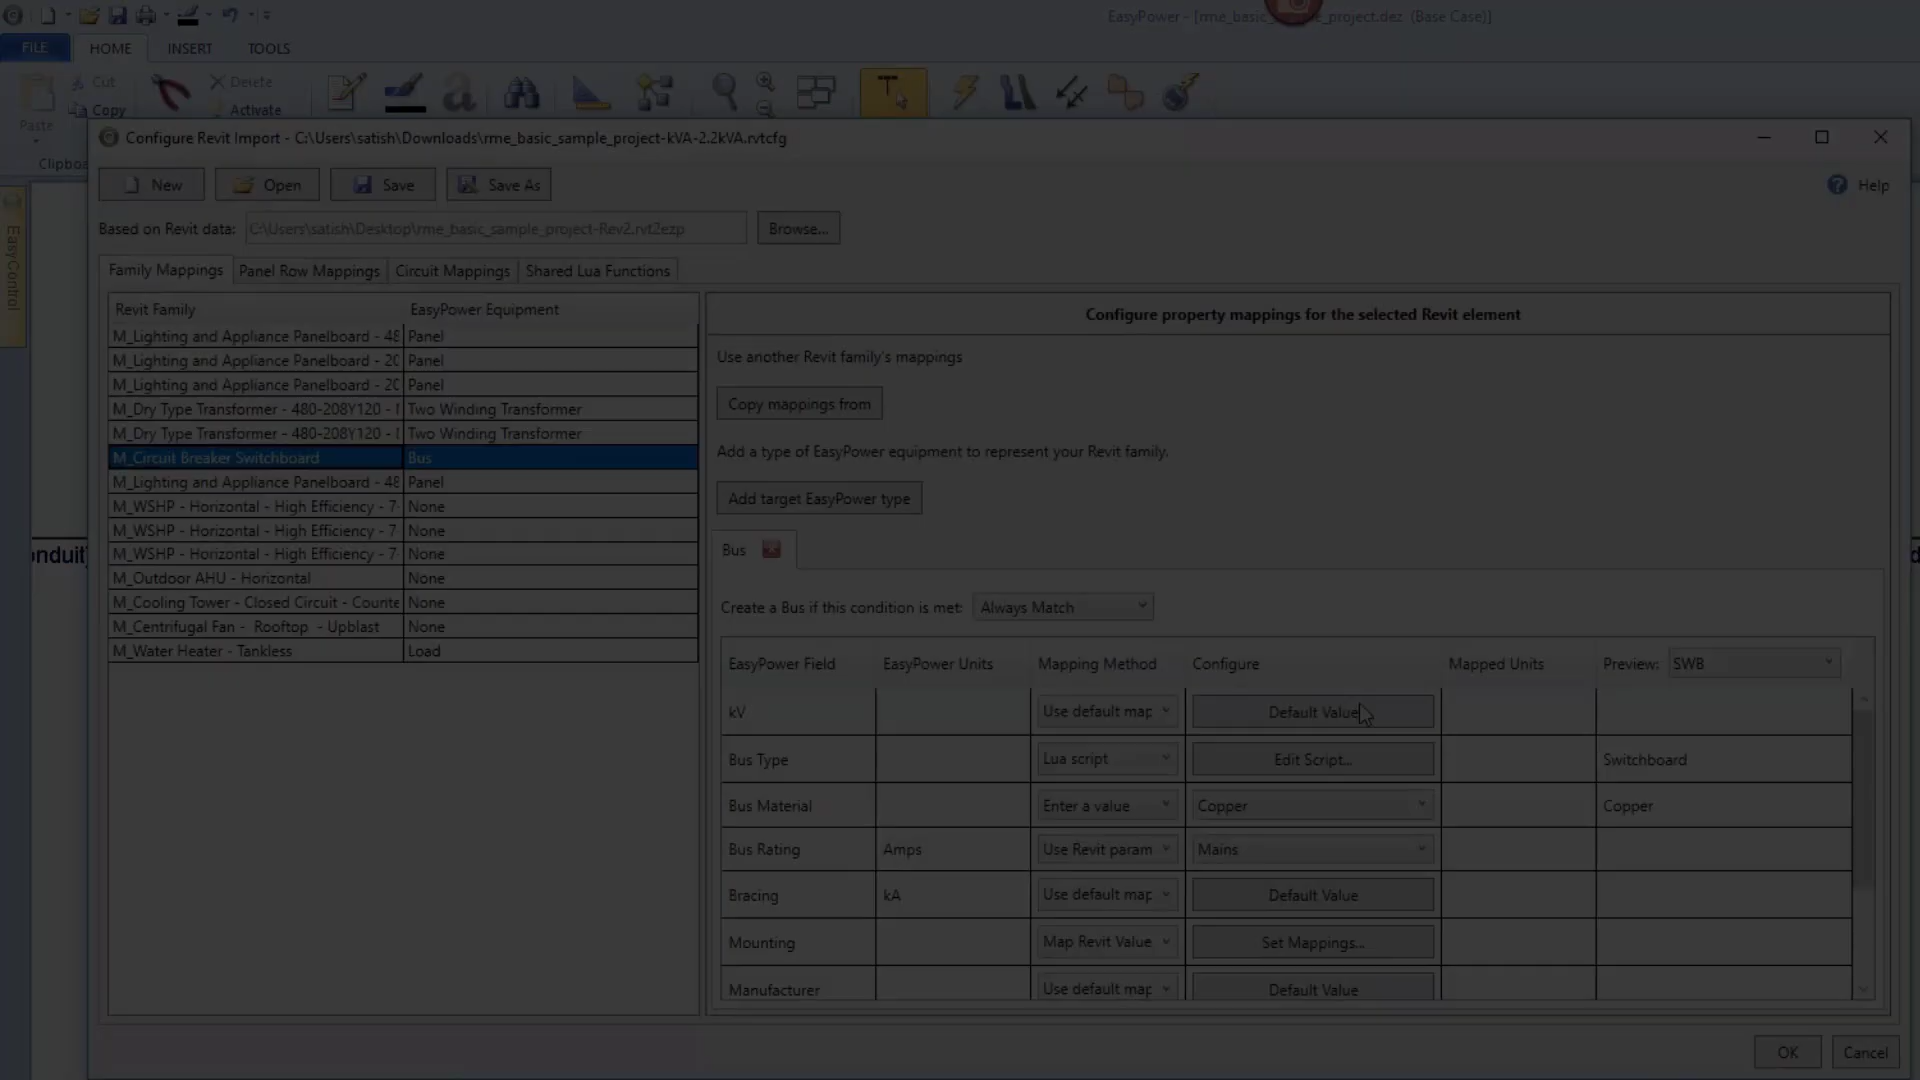 EasyPower - [rme_basic_sample_project.dez (Base Case)]
FILE HOME INSERT TOOLS
Cut Delete
Copy Activate
Paste
Clipboa
Configure Revit Import - C:\Users\satish\Downloads\rme_basic_sample_project-kVA-2.2kVA.rvtcfg
New Open Save Save As Help
Based on Revit data: C:\Users\satish\Desktop\rme_basic_sample_project-Rev2.rvt2ezp Browse...
EasyControl
Family Mappings Panel Row Mappings Circuit Mappings Shared Lua Functions
Revit Family EasyPower Equipment
M_Lighting and Appliance Panelboard - 48 Panel
M_Lighting and Appliance Panelboard - 20 Panel
M_Lighting and Appliance Panelboard - 20 Panel
M_Dry Type Transformer - 480-208Y120 - Two Winding Transformer
M_Dry Type Transformer - 480-208Y120 - Two Winding Transformer
M_Circuit Breaker Switchboard Bus
M_Lighting and Appliance Panelboard - 48 Panel
M_WSHP - Horizontal - High Efficiency - 7 None
M_WSHP - Horizontal - High Efficiency - 7 None
M_WSHP - Horizontal - High Efficiency - 7 None
M_Outdoor AHU - Horizontal None
M_Cooling Tower - Closed Circuit - Counte None
M_Centrifugal Fan - Rooftop - Upblast None
M_Water Heater - Tankless Load
onduit)
Configure property mappings for the selected Revit element
Use another Revit family's mappings
Copy mappings from
Add a type of EasyPower equipment to represent your Revit family.
Add target EasyPower type
Bus
Create a Bus if this condition is met: Always Match
EasyPower Field EasyPower Units Mapping Method Configure Mapped Units Preview: SWB
kV Use default map Default Value
Bus Type Lua script Edit Script... Switchboard
Bus Material Enter a value Copper Copper
Bus Rating Amps Use Revit param Mains
Bracing kA Use default map Default Value
Mounting Map Revit Value Set Mappings...
Manufacturer Use default map Default Value
OK Cancel